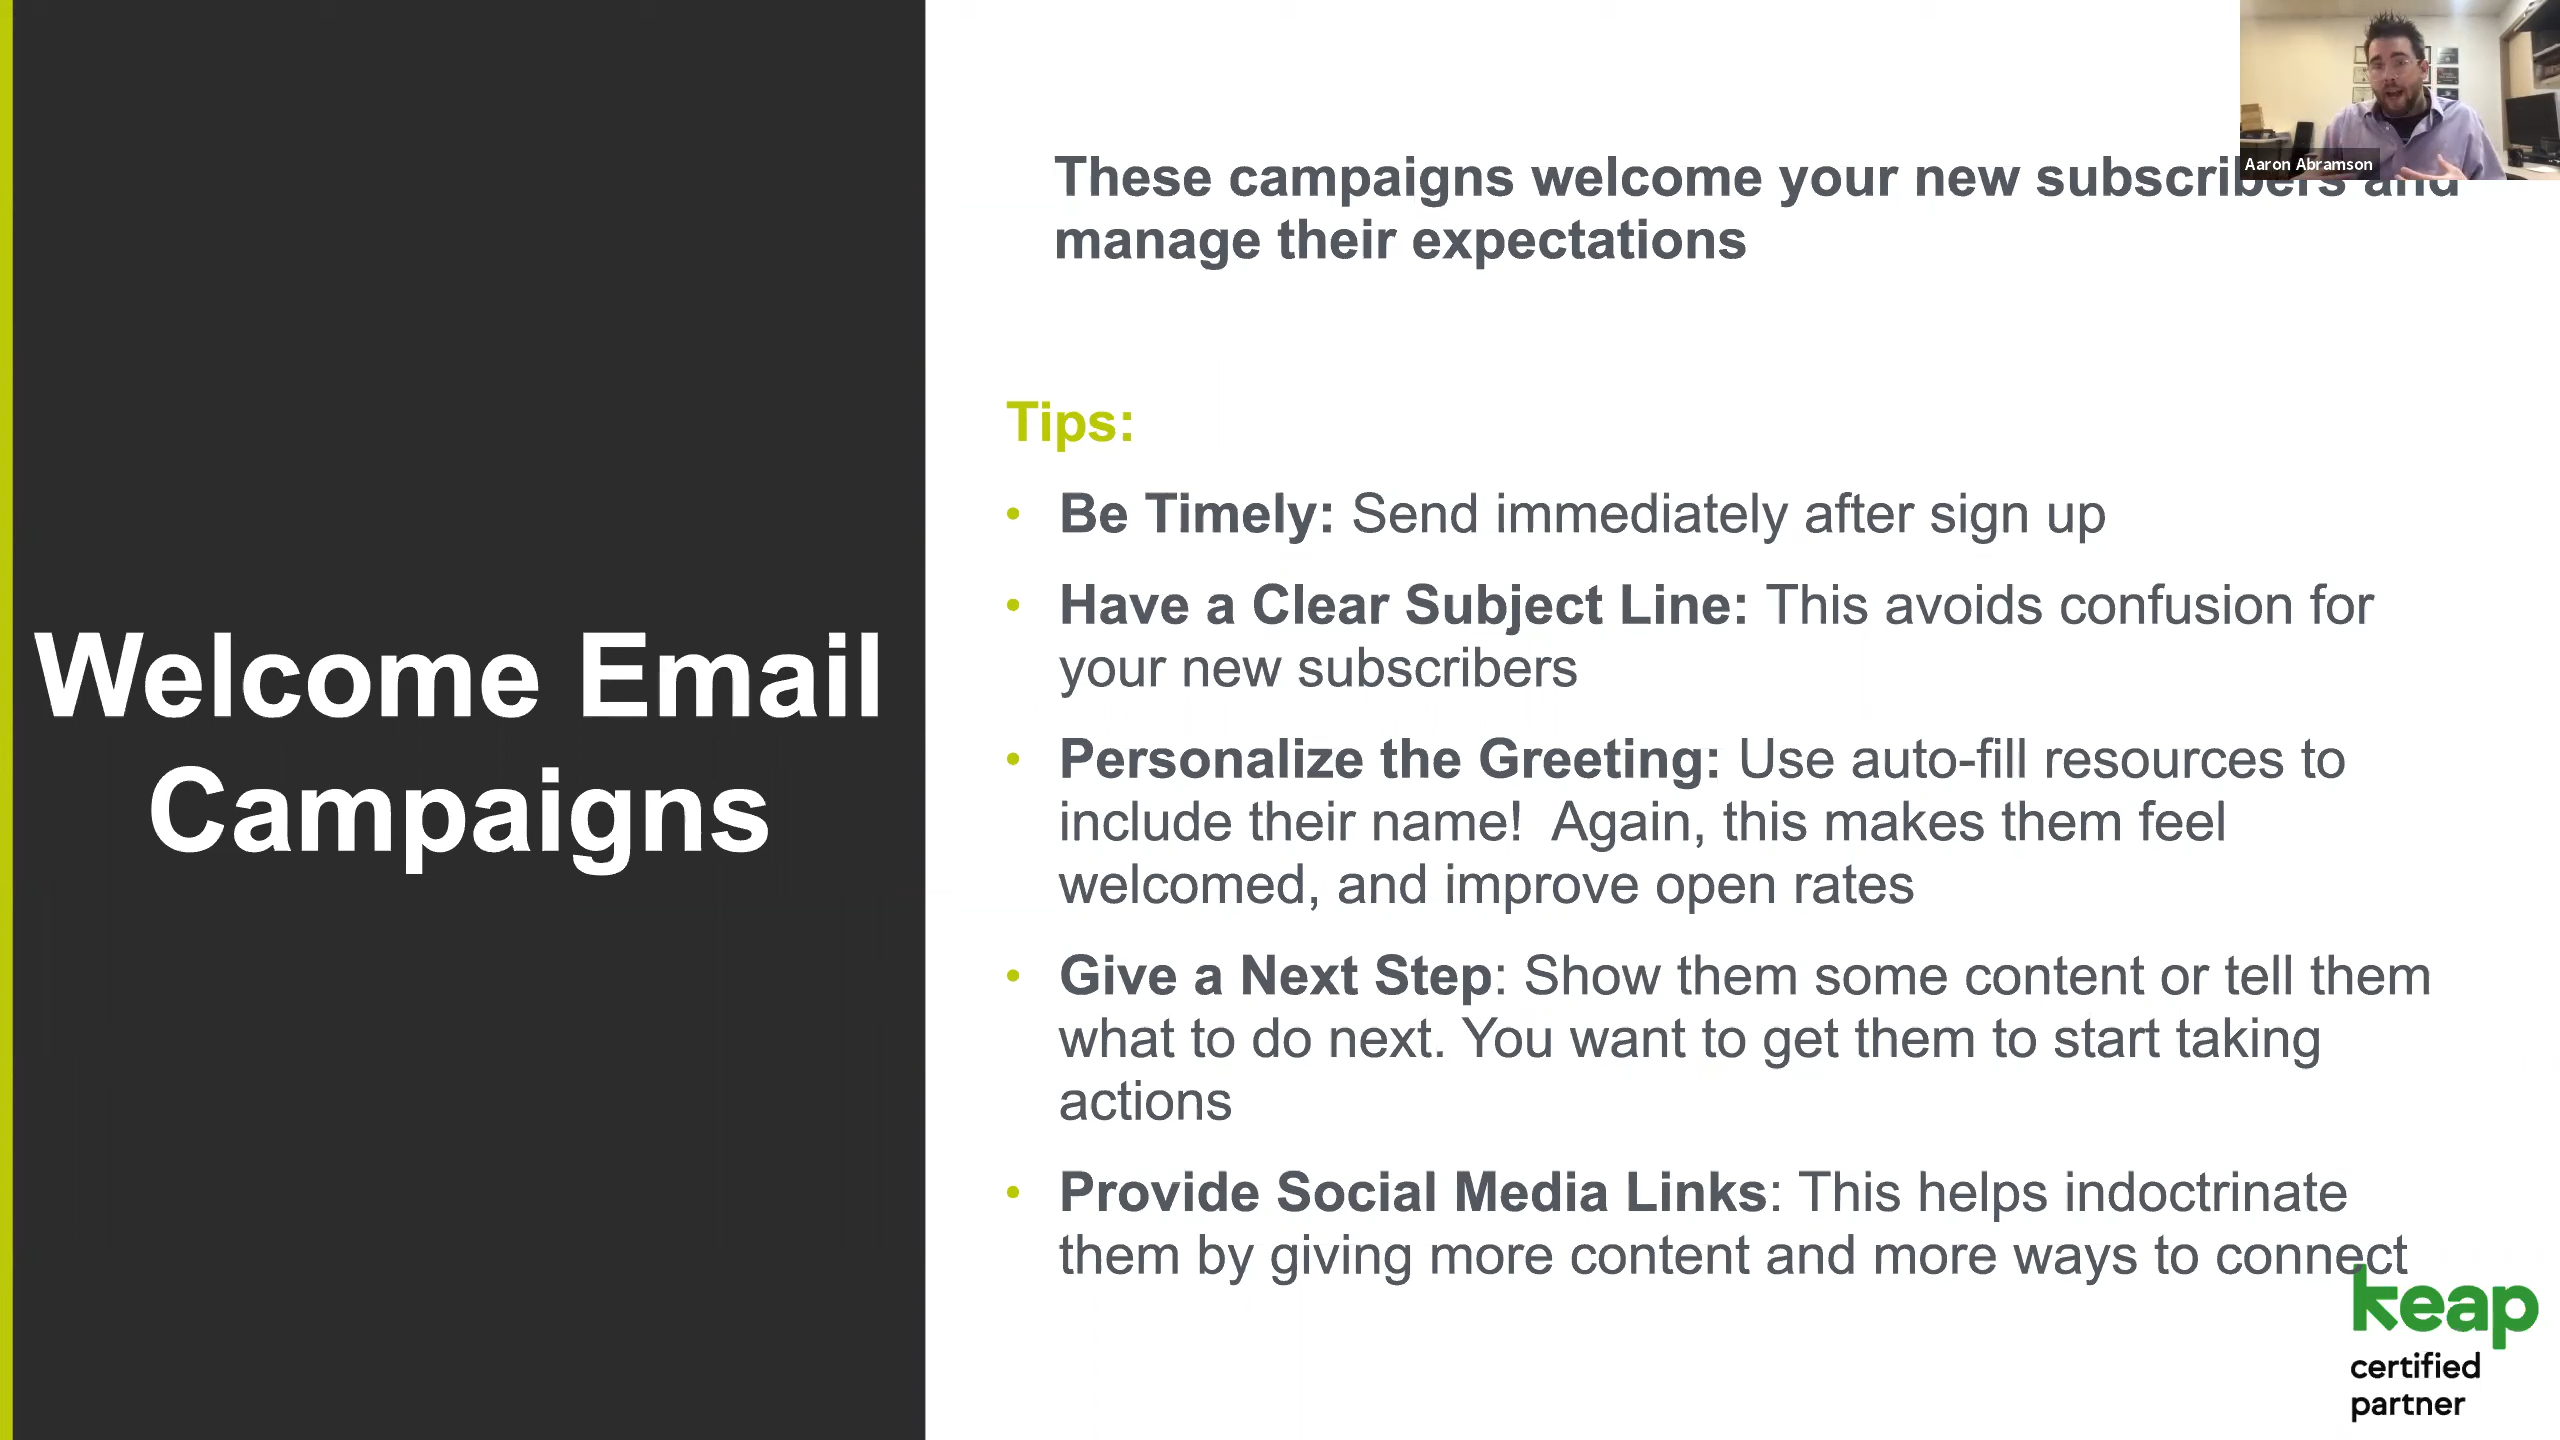 Aaron Abramson
These campaigns welcome your new subscribers and
manage their expectations
Welcome Email
Campaigns
Tips:
• Be Timely: Send immediately after sign up
• Have a Clear Subject Line: This avoids confusion for
your new subscribers
• Personalize the Greeting: Use auto-fill resources to
include their name!  Again, this makes them feel
welcomed, and improve open rates
• Give a Next Step: Show them some content or tell them
what to do next. You want to get them to start taking
actions
• Provide Social Media Links: This helps indoctrinate
them by giving more content and more ways to connect
keap
certified
partner